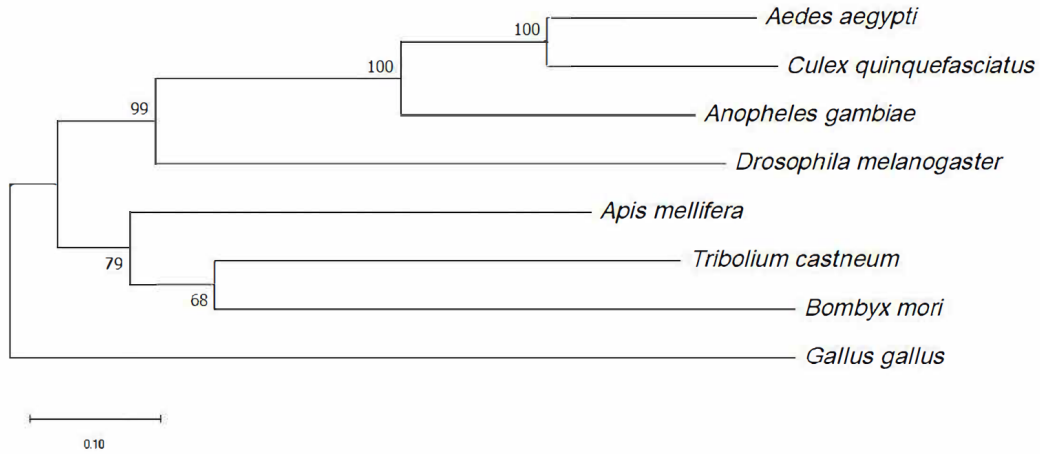 Aedes aegypti
100
Culex quinquefasciatus
100
Anopheles gambiae
99
Drosophila melanogaster
Apis mellifera
79
Tribolium castneum
68
Bombyx mori
Gallus gallus
0.10